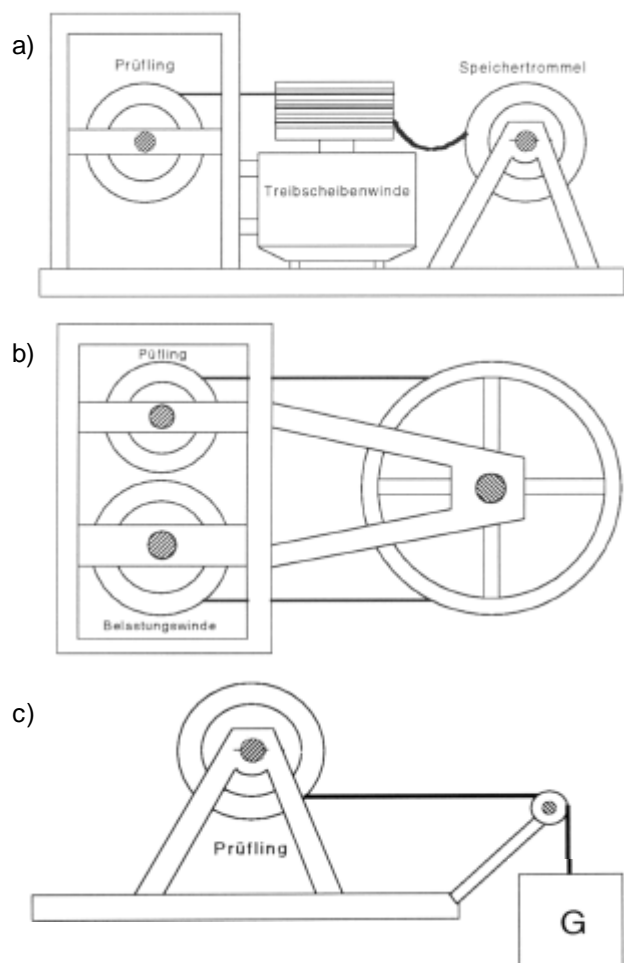 a)
Prüfling
Speichertrommel
Treibscheibenwinde
b)
Püfling
Belastungswinde
c)
Prüfling
G